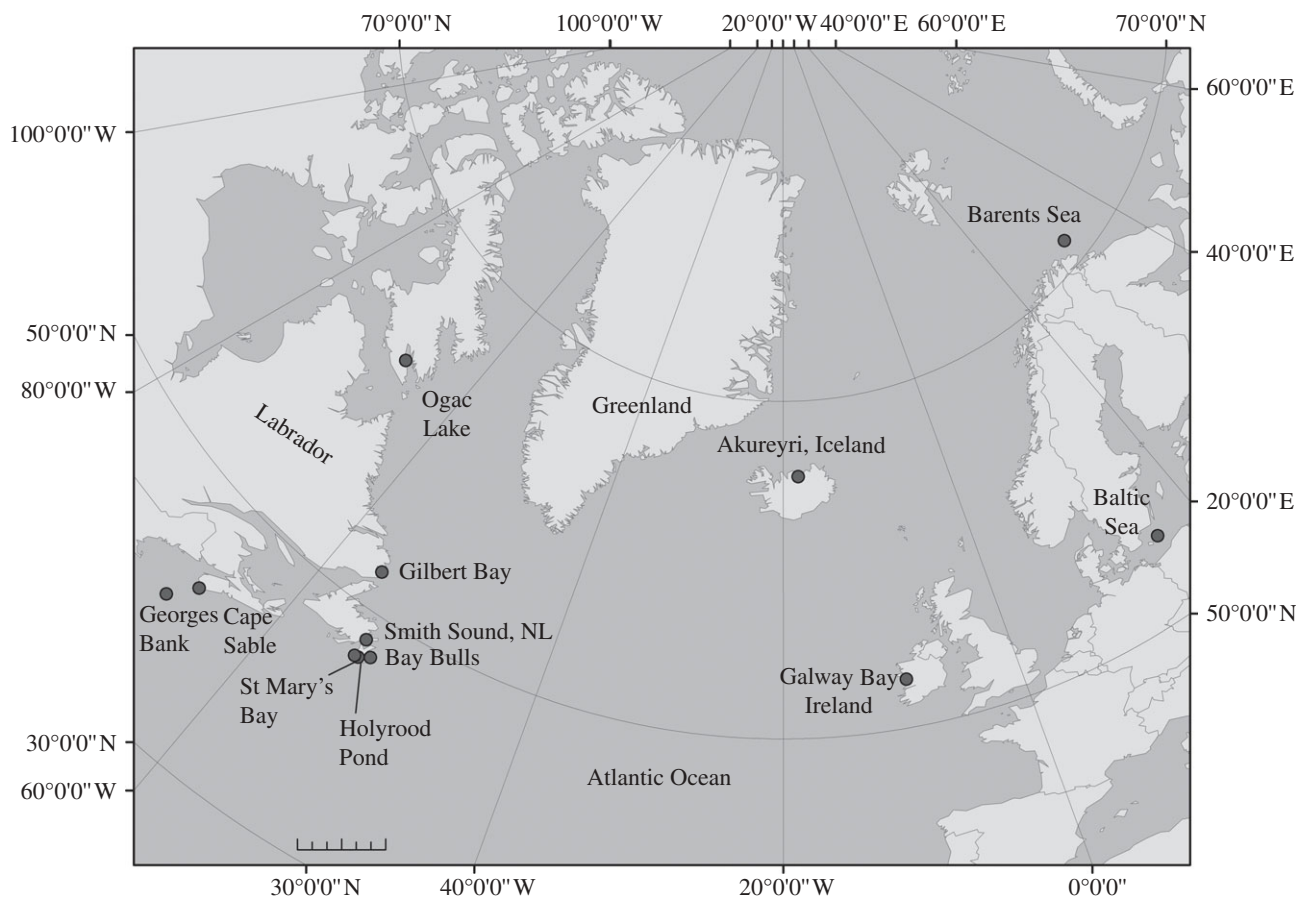 70°0'0"N 100°0'0"W 20°0'0"W 40°0'0"E 60°0'0"E 70°0'0"N
60°0'0"E
100°0'0"W
Barents Sea
40°0'0"E
50°0'0"N
80°0'0"W
Ogac
Lake
Greenland
Labrador
Akureyri, Iceland
Baltic
Sea
20°0'0"E
Gilbert Bay
Georges
Bank
Cape
Sable
50°0'0"N
Smith Sound, NL
Bay Bulls
St Mary's
Bay
Galway Bay
Ireland
Holyrood
Pond
30°0'0"N
Atlantic Ocean
60°0'0"W
30°0'0"N 40°0'0"W 20°0'0"W 0°0'0"